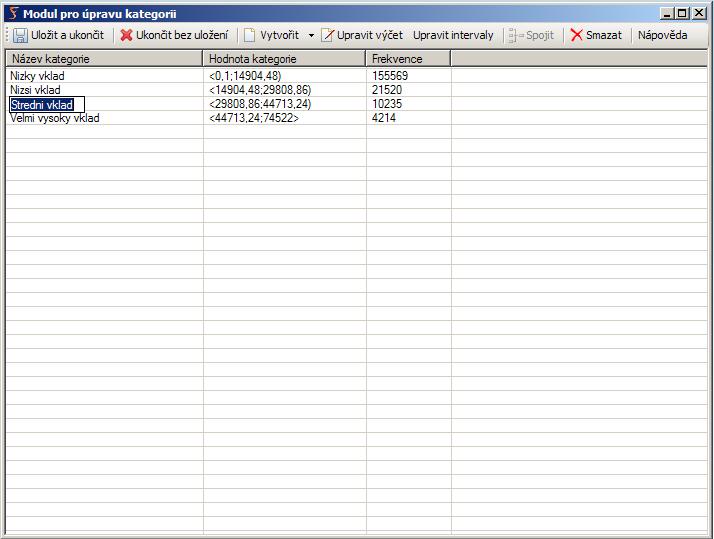 Modul pro úpravu kategorii
Uložit a ukončit Ukončit bez uložení Vytvořit Upravit výčet Upravit intervaly Spojit Smazat Nápověda
Název kategorie Hodnota kategorie Frekvence
Nizky vklad <0,1;14904,48) 155569
Nizsi vklad <14904,48;29808,86) 21520
Stredni vklad <29808,86;44713,24) 10235
Velmi vysoky vklad <44713,24;74522> 4214